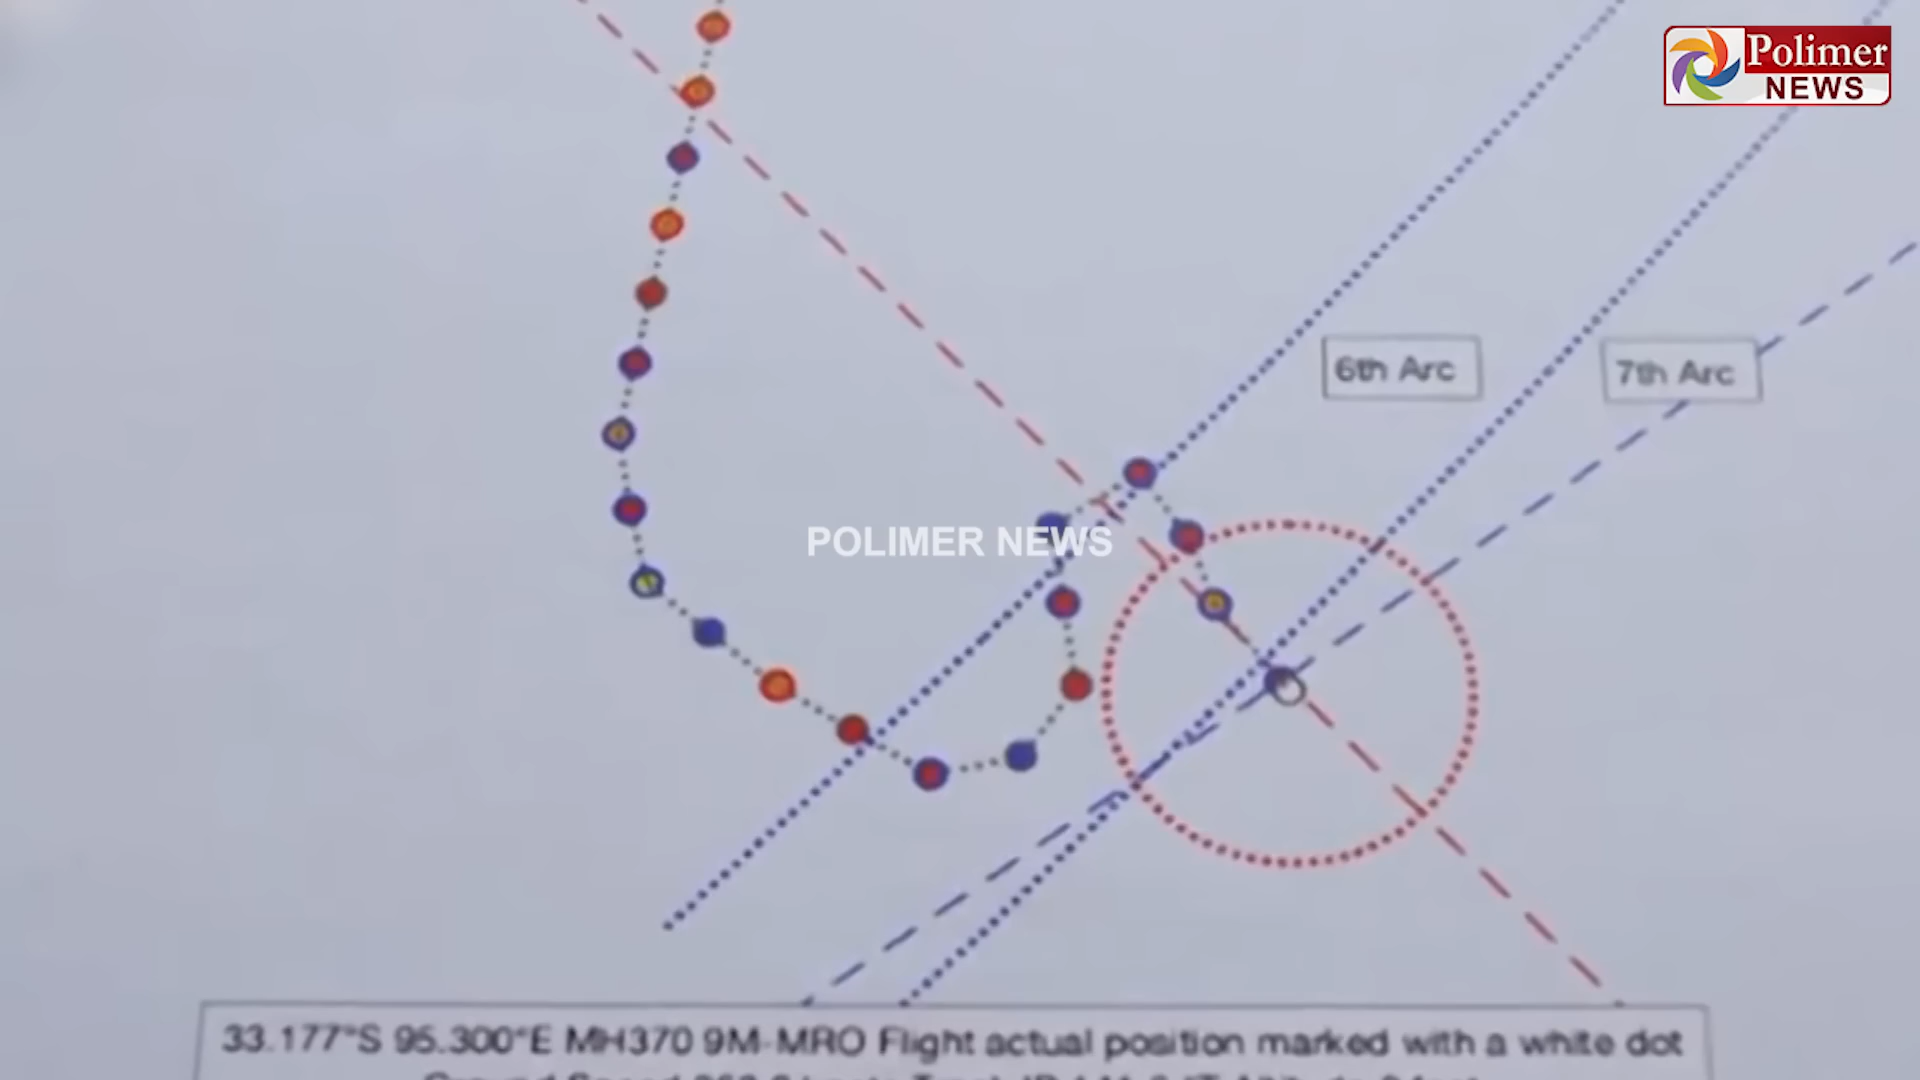 Polimer
NEWS
6th Arc
7th Arc
POLIMER NEWS
33.177°S 95.300°E MH370 9M-MRO Flight actual position marked with a white dot